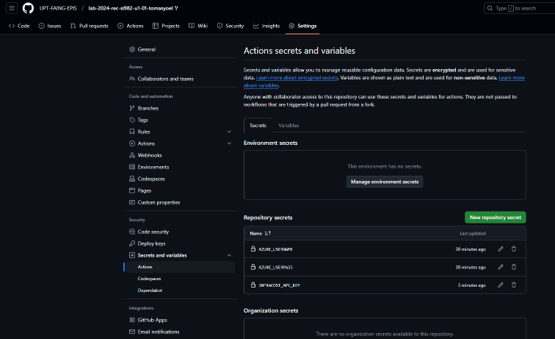 UPT-FAING-EPIS / lab-2024-rec-si982-u1-01-tomasyoel
Type / to search
Code
Issues
Pull requests
Actions
Projects
Wiki
Security
Insights
Settings
General
Access
Collaborators and teams
Code and automation
Branches
Tags
Rules
Actions
Webhooks
Environments
Codespaces
Pages
Custom properties
Security
Code security
Deploy keys
Secrets and variables
Actions
Codespaces
Dependabot
Integrations
GitHub Apps
Email notifications
Actions secrets and variables
Secrets and variables allow you to manage reusable configuration data. Secrets are encrypted and are used for sensitive
data. Learn more about encrypted secrets. Variables are shown as plain text and are used for non-sensitive data. Learn more
about variables.
Anyone with collaborator access to this repository can use these secrets and variables for actions. They are not passed to
workflows that are triggered by a pull request from a fork.
Secrets
Variables
Environment secrets
This environment has no secrets.
Manage environment secrets
Repository secrets
New repository secret
Name
Last updated
AZURE_USERNAME
30 minutes ago
AZURE_USERPASS
30 minutes ago
INFRACOST_API_KEY
3 minutes ago
Organization secrets
There are no organization secrets available to this repository.